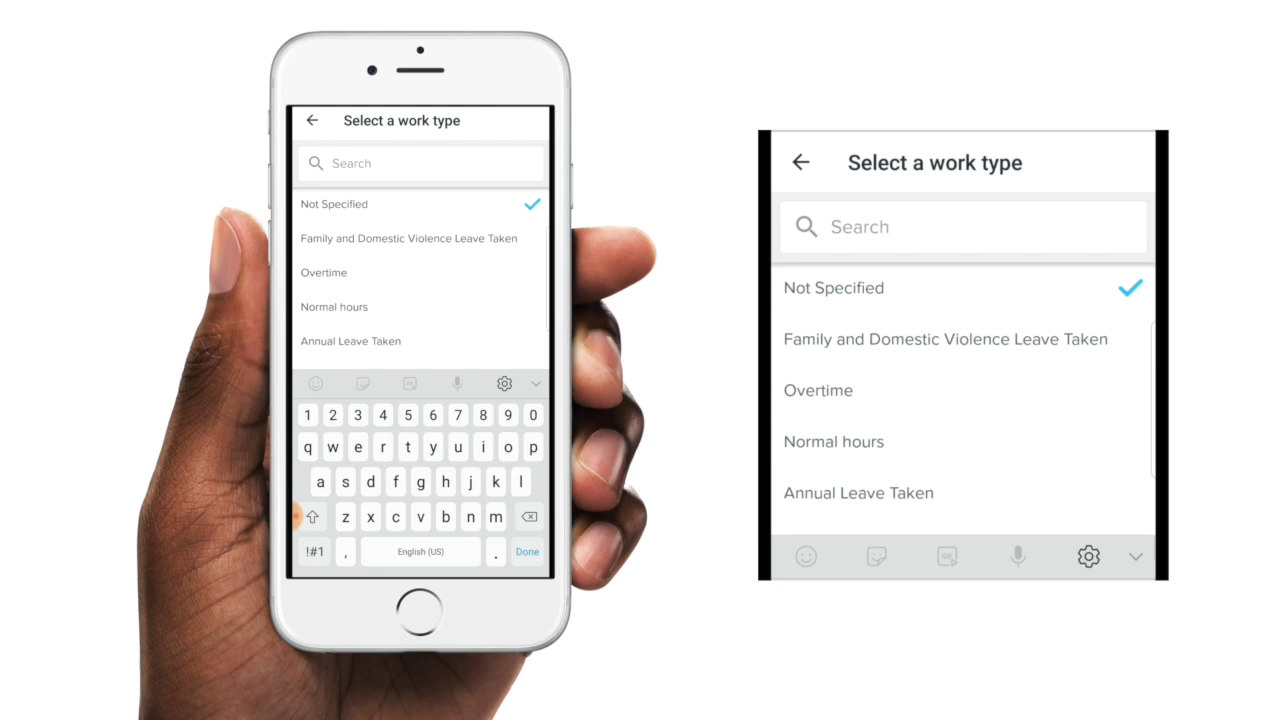 Select a work type
Search
Not Specified
Family and Domestic Violence Leave Taken
Overtime
Normal hours
Annual Leave Taken
GIF
1 2 3 4 5 6 7 8 9 0
q w e r t y u i o p
a s d f g h j k l
z x c v b n m
!#1 , English (US) . Done
Select a work type
Search
Not Specified
Family and Domestic Violence Leave Taken
Overtime
Normal hours
Annual Leave Taken
GIF